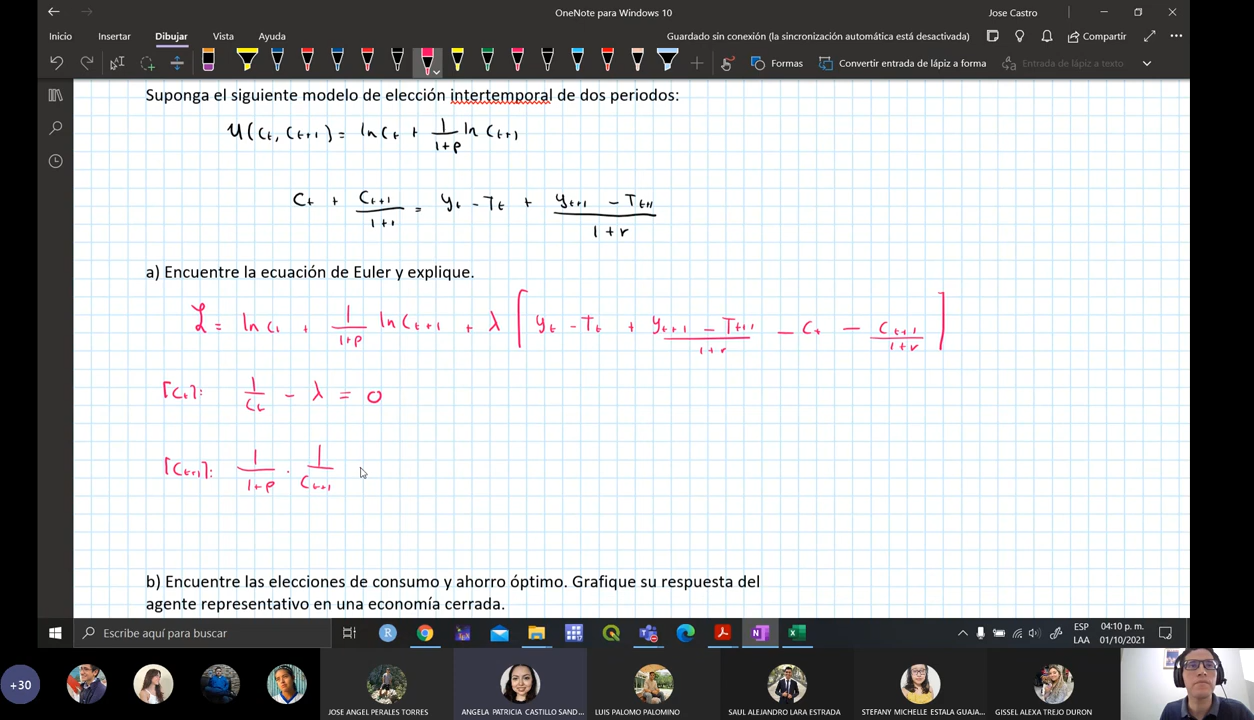 OneNote para Windows 10
Jose Castro
Inicio Insertar Dibujar Vista Ayuda
Guardado sin conexión (la sincronización automática está desactivada)
Compartir
Formas
Convertir entrada de lápiz a forma
Entrada de lápiz a texto
Suponga el siguiente modelo de elección intertemporal de dos periodos:
U(Ct, Ct+1) = ln Ct + 1/(1+ρ) ln Ct+1
Ct + Ct+1/(1+r) = yt - Tt + (yt+1 - Tt+1)/(1+r)
a) Encuentre la ecuación de Euler y explique.
ℒ = ln Ct + 1/(1+ρ) ln Ct+1 + λ [ yt - Tt + (yt+1 - Tt+1)/(1+r) - Ct - Ct+1/(1+r) ]
[Ct]: 1/Ct - λ = 0
[Ct+1]: 1/(1+ρ) · 1/Ct+1
b) Encuentre las elecciones de consumo y ahorro óptimo. Grafique su respuesta del
agente representativo en una economía cerrada.
Escribe aquí para buscar
ESP
LAA
04:10 p. m.
01/10/2021
+30
JOSE ANGEL PERALES TORRES
ANGELA PATRICIA CASTILLO SAND...
LUIS PALOMO PALOMINO
SAUL ALEJANDRO LARA ESTRADA
STEFANY MICHELLE ESTALA GUAJA...
GISSEL ALEXA TREJO DURON